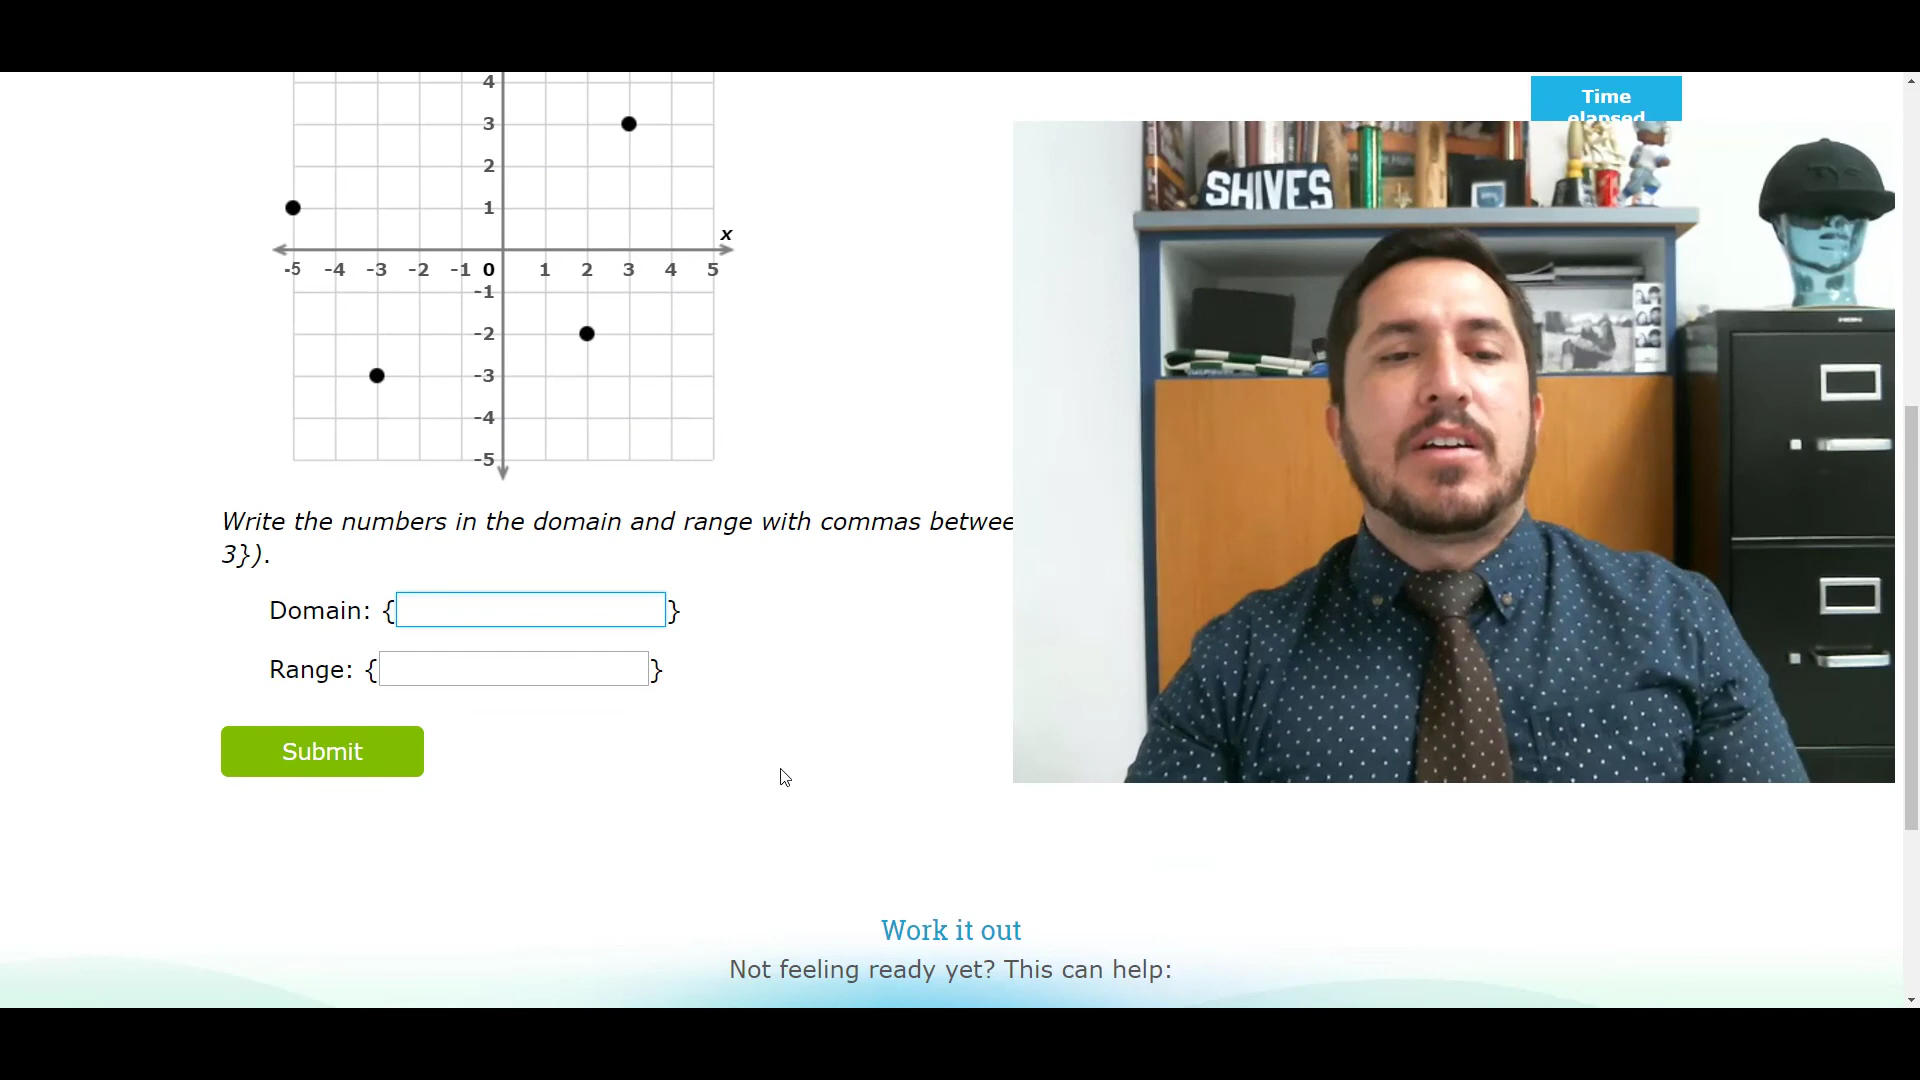 4
3
2
1
x
-5 -4 -3 -2 -1 0 1 2 3 4 5
-1
-2
-3
-4
-5
Time
elapsed
SHIVES
Write the numbers in the domain and range with commas betwee
3}).
Domain: { }
Range: { }
Submit
Work it out
Not feeling ready yet? This can help: